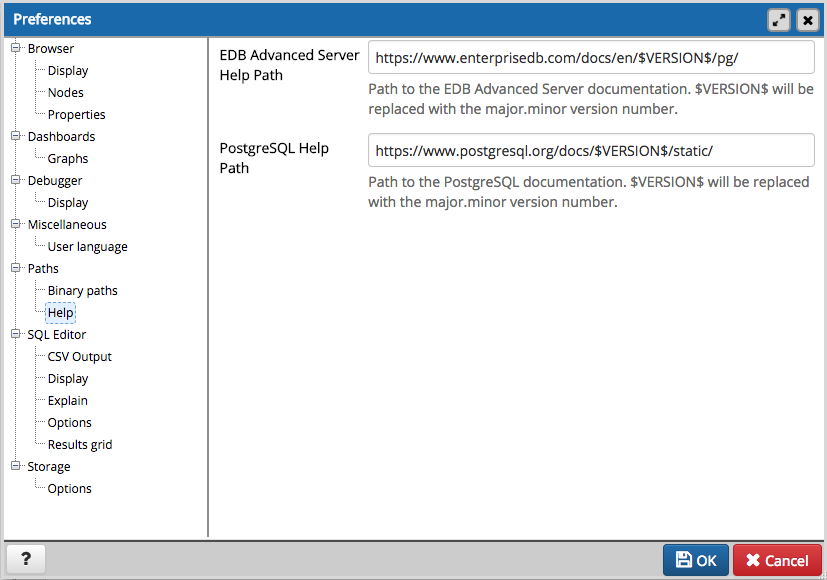 Preferences
Browser
Display
Nodes
Properties
Dashboards
Graphs
Debugger
Display
Miscellaneous
User language
Paths
Binary paths
Help
SQL Editor
CSV Output
Display
Explain
Options
Results grid
Storage
Options
EDB Advanced Server
Help Path
https://www.enterprisedb.com/docs/en/$VERSION$/pg/
Path to the EDB Advanced Server documentation. $VERSION$ will be
replaced with the major.minor version number.
PostgreSQL Help
Path
https://www.postgresql.org/docs/$VERSION$/static/
Path to the PostgreSQL documentation. $VERSION$ will be replaced
with the major.minor version number.
?
OK
Cancel